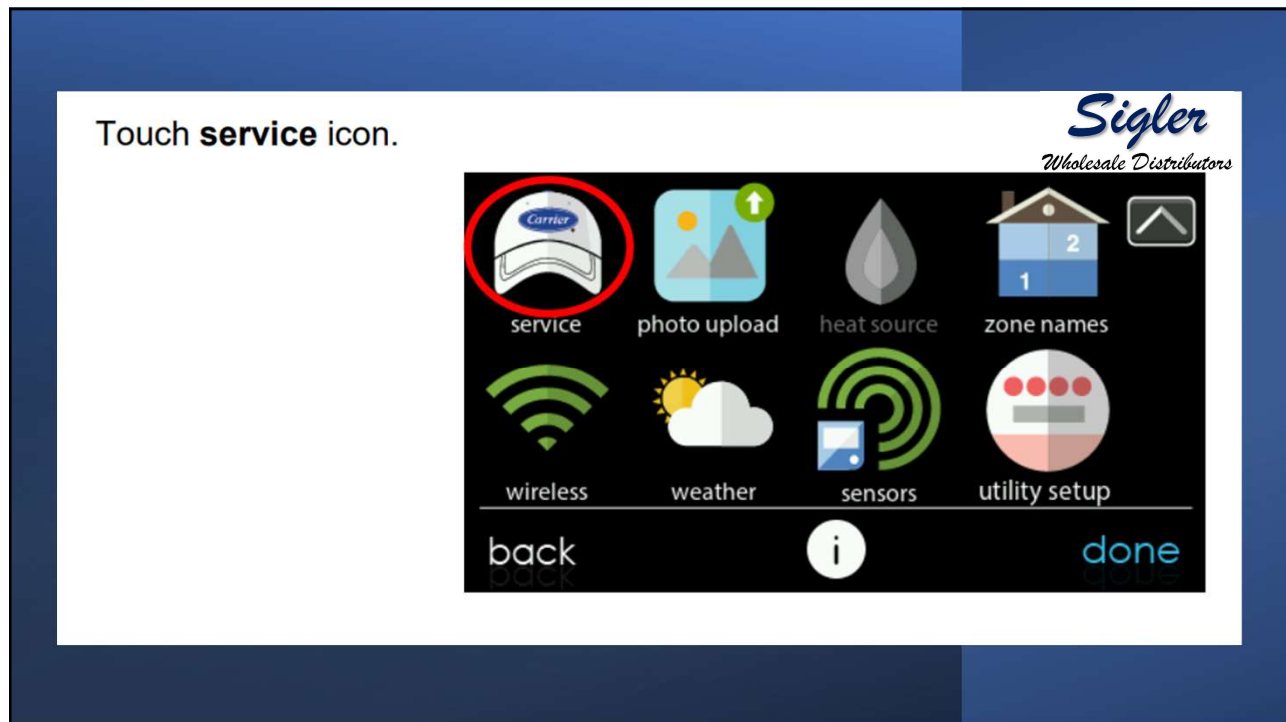 Touch service icon.
Sigler
Wholesale Distributors
Carrier
2
1
service photo upload heat source zone names
wireless weather sensors utility setup
back i done